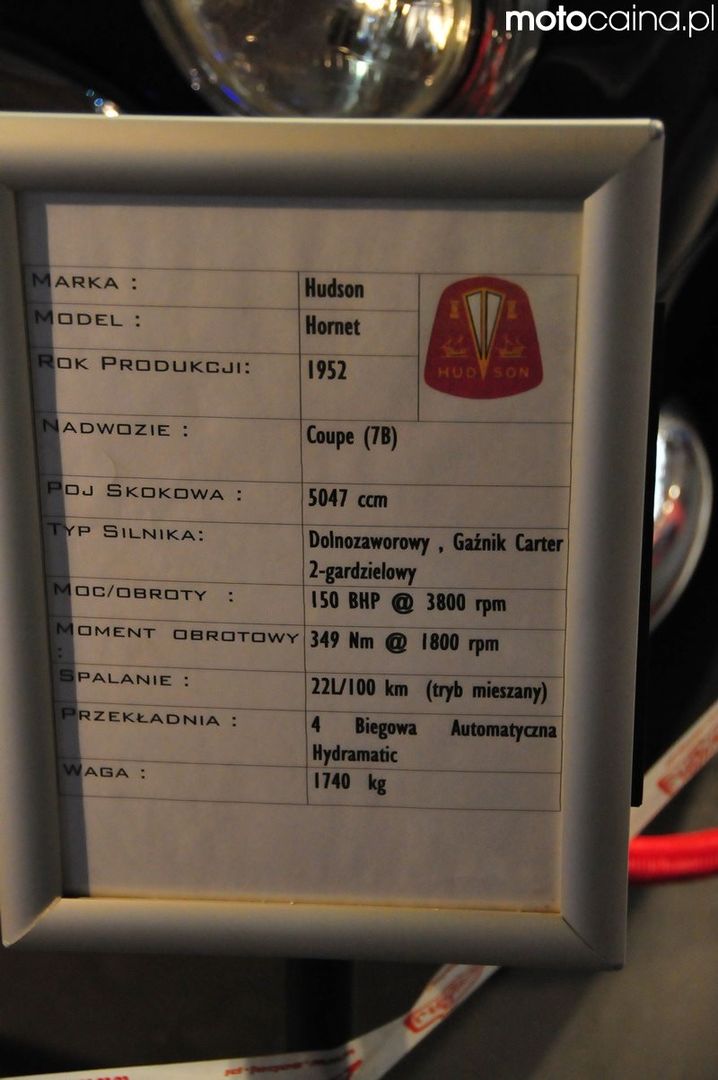 motocaina.pl
MARKA : Hudson
MODEL : Hornet
HUDSON
ROK PRODUKCJI: 1952
NADWOZIE : Coupe (7B)
POJ SKOKOWA : 5047 ccm
TYP SILNIKA: Dolnozaworowy , Gaźnik Carter
2-gardzielowy
MOC/OBROTY : 150 BHP @ 3800 rpm
MOMENT OBROTOWY 349 Nm @ 1800 rpm
:
SPALANIE : 22L/100 km (tryb mieszany)
PRZEKŁADNIA : 4 Biegowa Automatyczna
Hydramatic
WAGA : 1740 kg